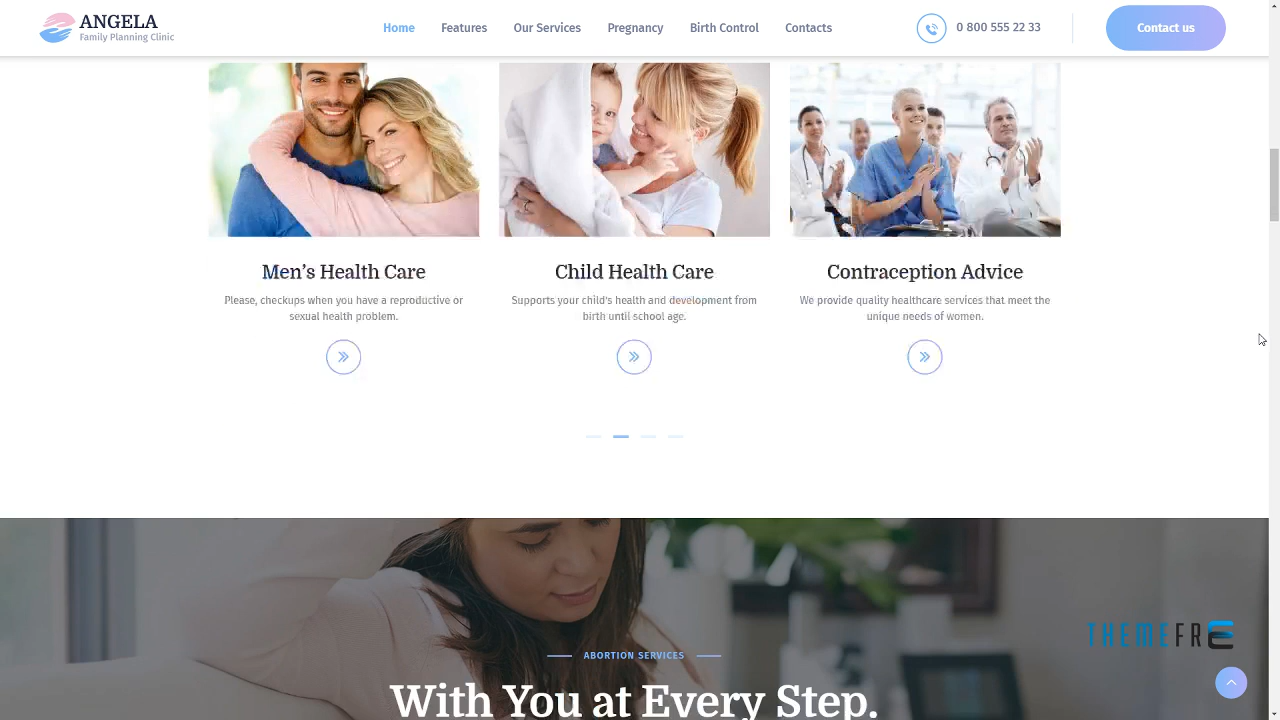 ANGELA
Family Planning Clinic
Home Features Our Services Pregnancy Birth Control Contacts
0 800 555 22 33
Contact us
Men's Health Care
Please, checkups when you have a reproductive or
sexual health problem.
Child Health Care
Supports your child's health and development from
birth until school age.
Contraception Advice
We provide quality healthcare services that meet the
unique needs of women.
ABORTION SERVICES
With You at Every Step.
THEMEFRE